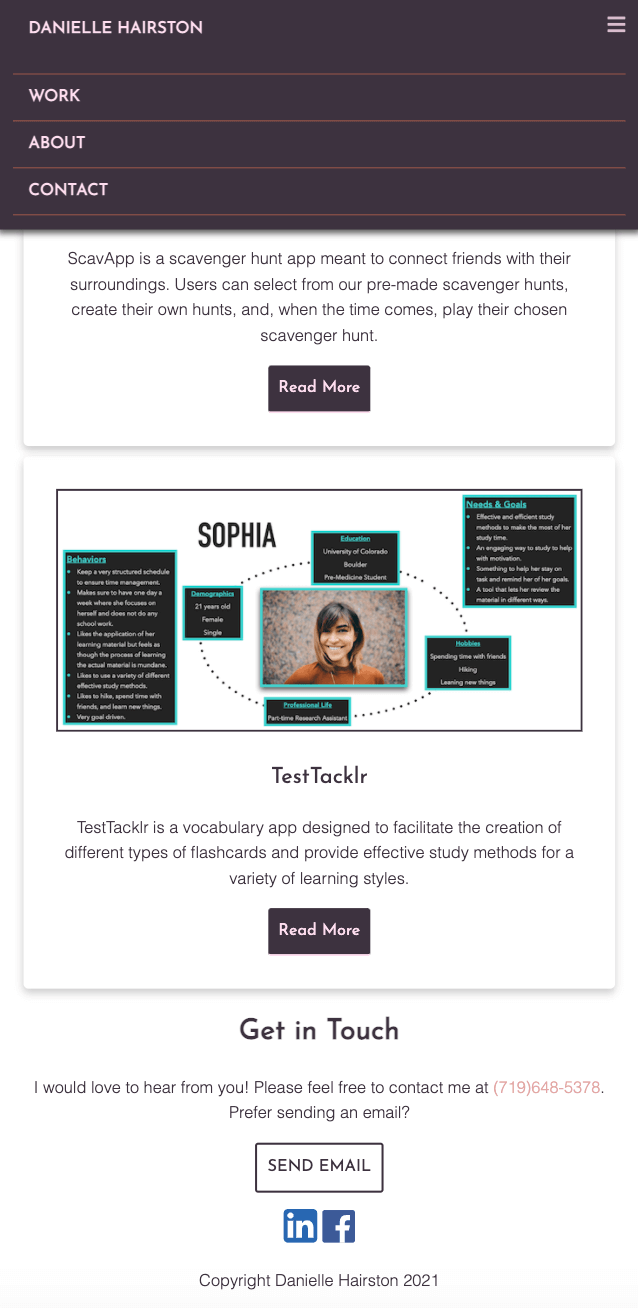 DANIELLE HAIRSTON
WORK
ABOUT
CONTACT
ScavApp is a scavenger hunt app meant to connect friends with their
surroundings. Users can select from our pre-made scavenger hunts,
create their own hunts, and, when the time comes, play their chosen
scavenger hunt.
Read More
SOPHIA
Behaviors
Keep a very structured schedule
to ensure time management.
Makes sure to have one day a
week where she focuses on
herself and does not do any
school work.
Likes the application of her
learning material but feels as
though the process of learning
the actual material is mundane.
Likes to use a variety of different
effective study methods.
Likes to hike, spend time with
friends, and learn new things.
Very goal driven.
Demographics
21 years old
Female
Single
Education
University of Colorado
Boulder
Pre-Medicine Student
Professional Life
Part-time Research Assistant
Needs & Goals
Effective and efficient study
methods to make the most of her
study time.
An engaging way to study to help
with motivation.
Something to help her stay on
task and remind her of her goals.
A tool that lets her review the
material in different ways.
Hobbies
Spending time with friends
Hiking
Leaning new things
TestTacklr
TestTacklr is a vocabulary app designed to facilitate the creation of
different types of flashcards and provide effective study methods for a
variety of learning styles.
Read More
Get in Touch
I would love to hear from you! Please feel free to contact me at (719)648-5378.
Prefer sending an email?
SEND EMAIL
in f
Copyright Danielle Hairston 2021